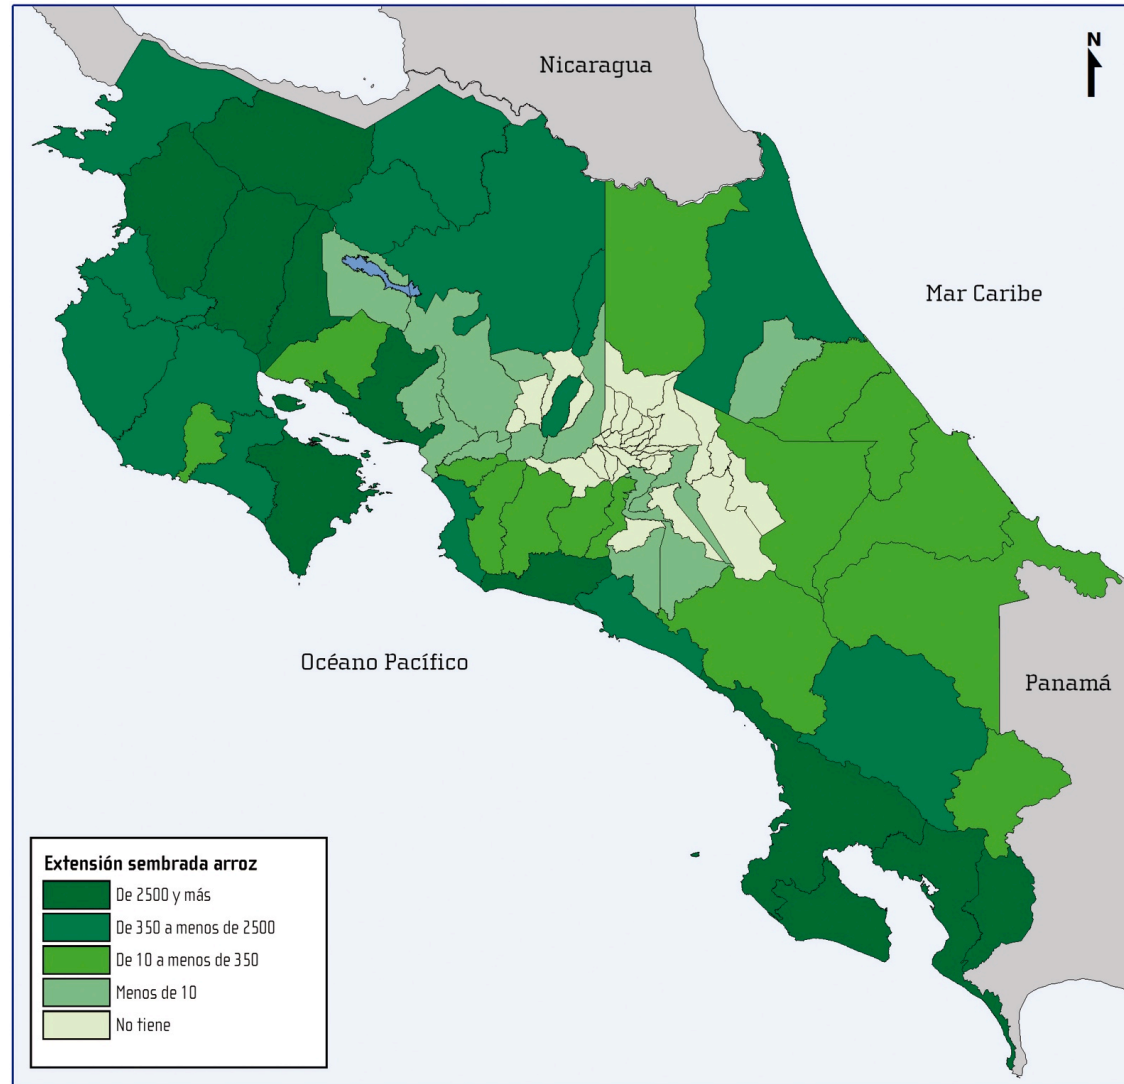 N
Nicaragua
Mar Caribe
Océano Pacífico
Panamá
Extensión sembrada arroz
De 2500 y más
De 350 a menos de 2500
De 10 a menos de 350
Menos de 10
No tiene